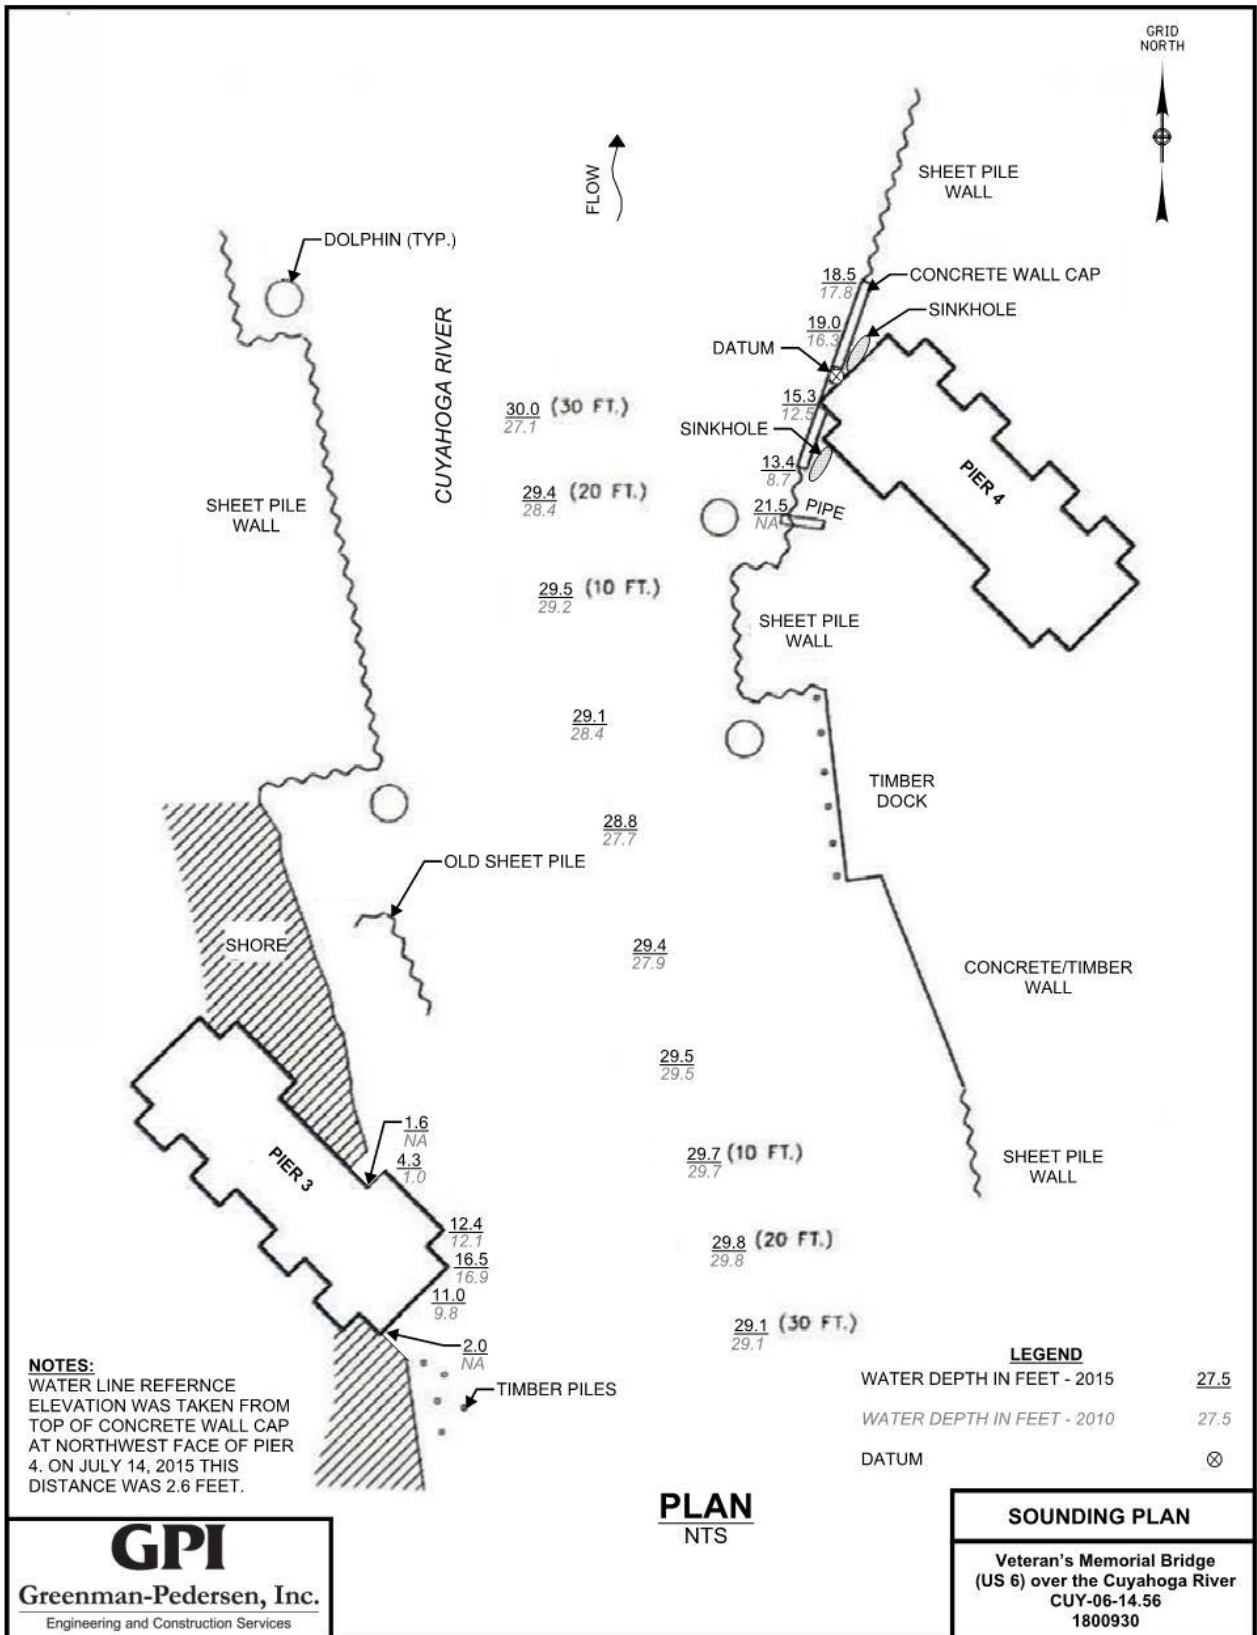 GRID
NORTH
FLOW
SHEET PILE
WALL
DOLPHIN (TYP.)
18.5
17.8
CONCRETE WALL CAP
19.0
16.3
SINKHOLE
DATUM
CUYAHOGA RIVER
30.0 (30 FT.)
27.1
15.3
12.5
SINKHOLE
13.4
8.7
PIER 4
29.4 (20 FT.)
28.4
SHEET PILE
WALL
21.5
NA
PIPE
29.5 (10 FT.)
29.2
SHEET PILE
WALL
29.1
28.4
TIMBER
DOCK
28.8
27.7
OLD SHEET PILE
SHORE
29.4
27.9
CONCRETE/TIMBER
WALL
29.5
29.5
1.6
NA
4.3
1.0
PIER 3
29.7 (10 FT.)
29.7
SHEET PILE
WALL
12.4
12.1
16.5
16.9
29.8 (20 FT.)
29.8
11.0
9.8
29.1 (30 FT.)
29.1
2.0
NA
TIMBER PILES
NOTES:
WATER LINE REFERNCE
ELEVATION WAS TAKEN FROM
TOP OF CONCRETE WALL CAP
AT NORTHWEST FACE OF PIER
4. ON JULY 14, 2015 THIS
DISTANCE WAS 2.6 FEET.
LEGEND
WATER DEPTH IN FEET - 2015 27.5
WATER DEPTH IN FEET - 2010 27.5
DATUM
PLAN
NTS
GPI
Greenman-Pedersen, Inc.
Engineering and Construction Services
SOUNDING PLAN
Veteran's Memorial Bridge
(US 6) over the Cuyahoga River
CUY-06-14.56
1800930